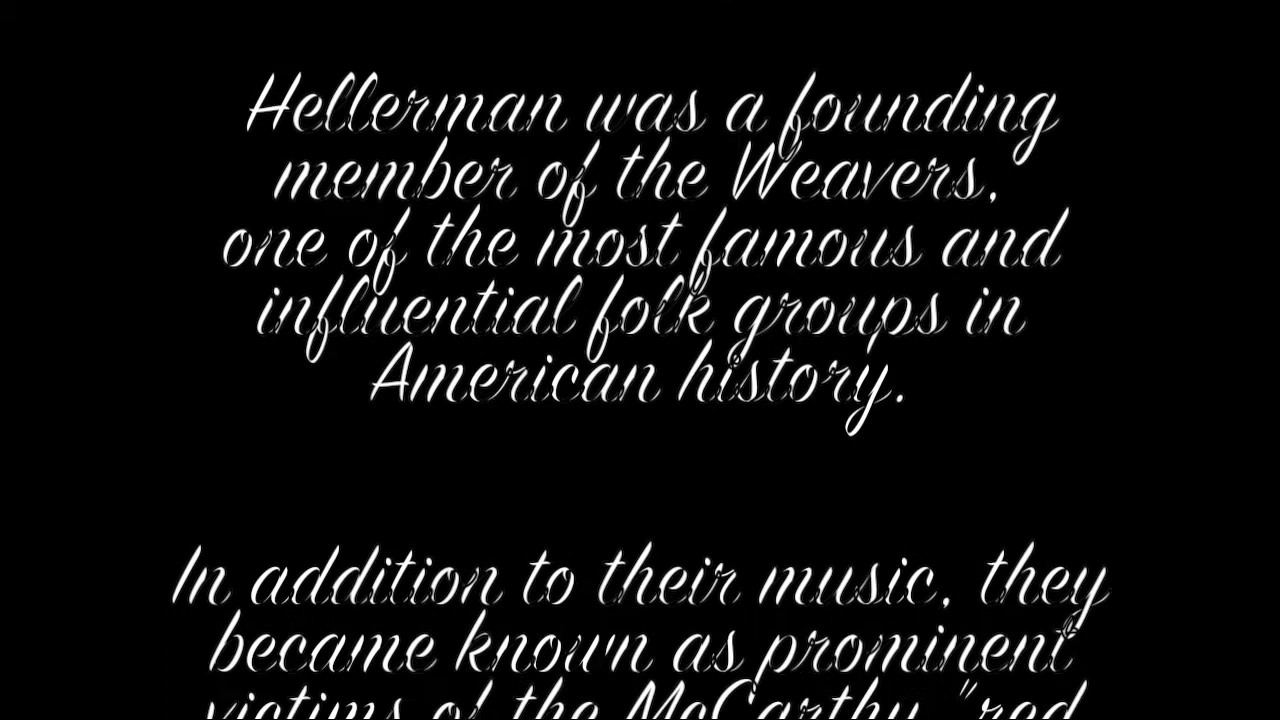 Hellerman was a founding
member of the Weavers,
one of the most famous and
influential folk groups in
American history.
In addition to their music, they
became known as prominent
victims of the McCarthy "red